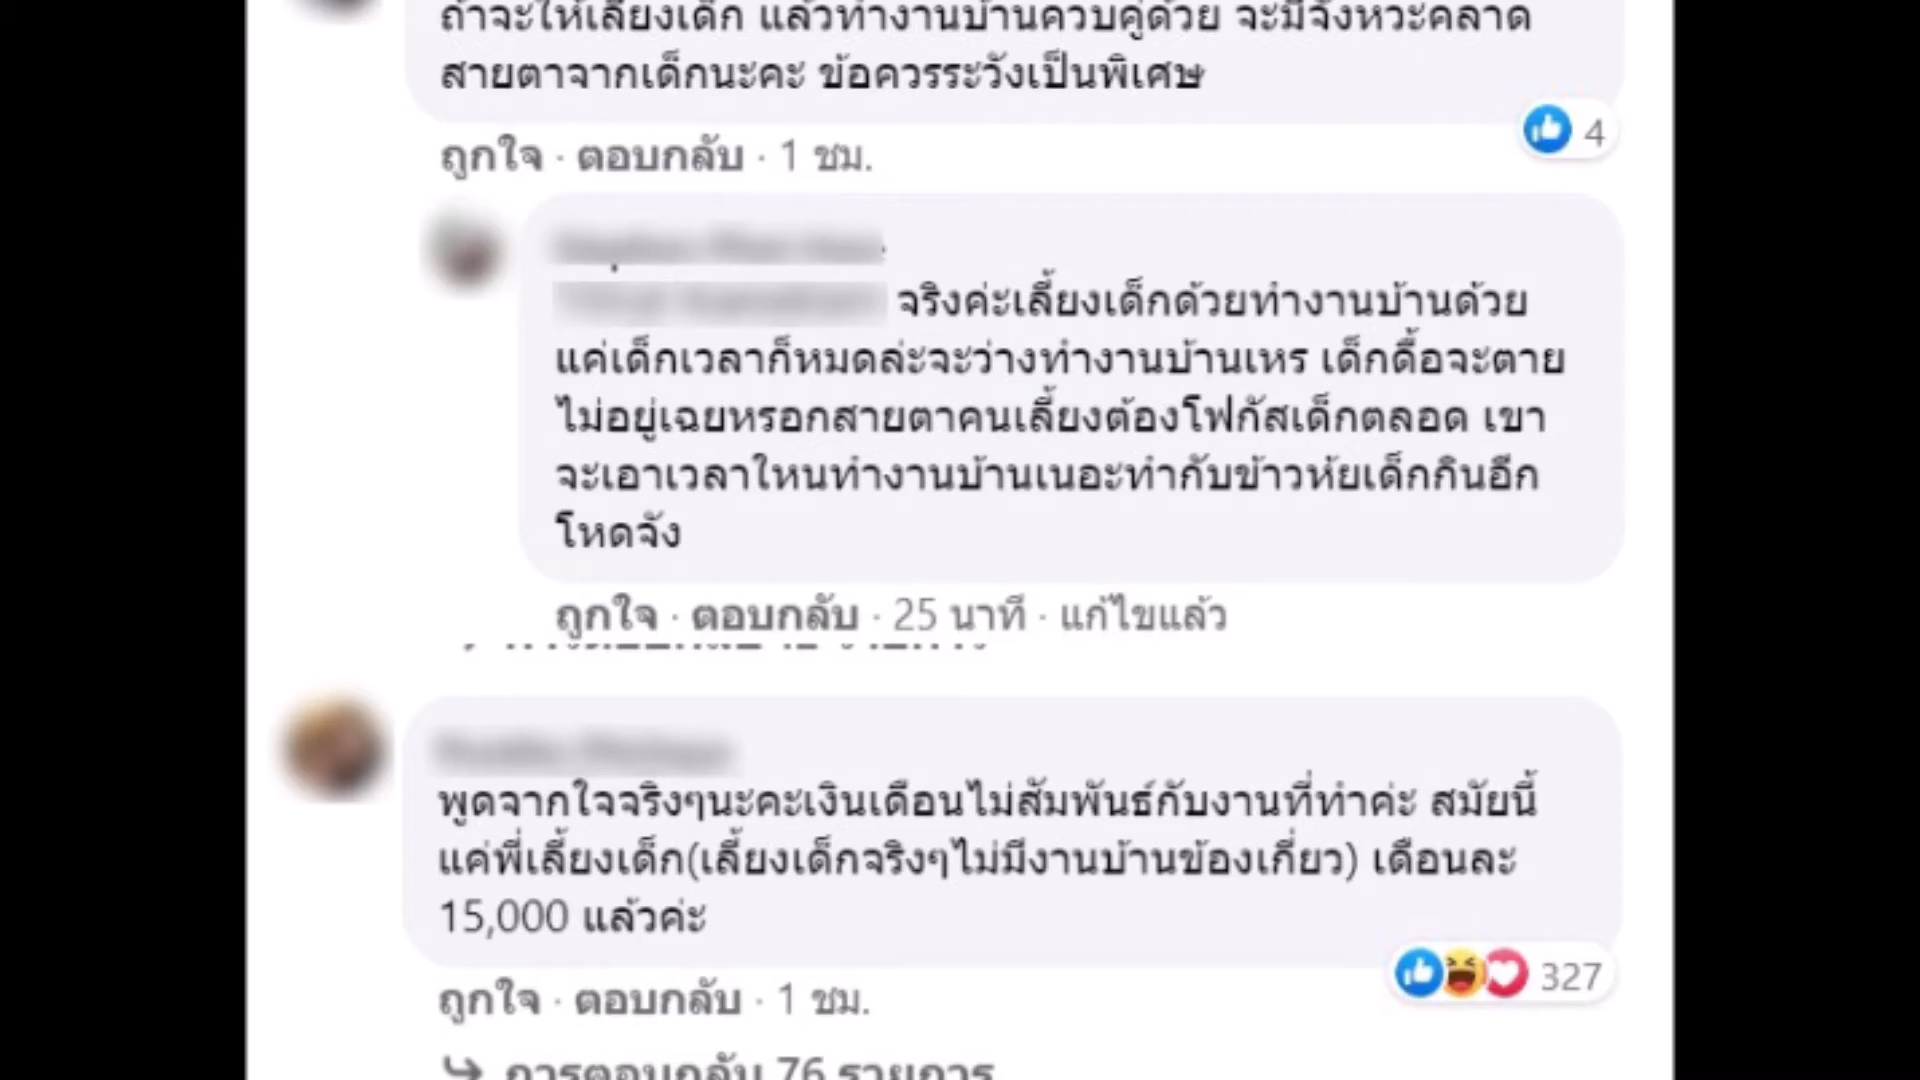 ถ้าจะให้เลี้ยงเด็ก แล้วทำงานบ้านควบคู่ด้วย จะมีจังหวะคลาด
สายตาจากเด็กนะคะ ข้อควรระวังเป็นพิเศษ
4
ถูกใจ · ตอบกลับ · 1 ชม.
จริงค่ะเลี้ยงเด็กด้วยทำงานบ้านด้วย
แค่เด็กเวลาก็หมดล่ะจะว่างทำงานบ้านเหร เด็กดื้อจะตาย
ไม่อยู่เฉยหรอกสายตาคนเลี้ยงต้องโฟกัสเด็กตลอด เขา
จะเอาเวลาใหนทำงานบ้านเนอะทำกับข้าวห้ยเด็กกินอีก
โหดจัง
ถูกใจ · ตอบกลับ · 25 นาที · แก้ไขแล้ว
พูดจากใจจริงๆนะคะเงินเดือนไม่สัมพันธ์กับงานที่ทำค่ะ สมัยนี้
แค่พี่เลี้ยงเด็ก(เลี้ยงเด็กจริงๆไม่มีงานบ้านข้องเกี่ยว) เดือนละ
15,000 แล้วค่ะ
327
ถูกใจ · ตอบกลับ · 1 ชม.
การตอบกลับ 76 รายการ